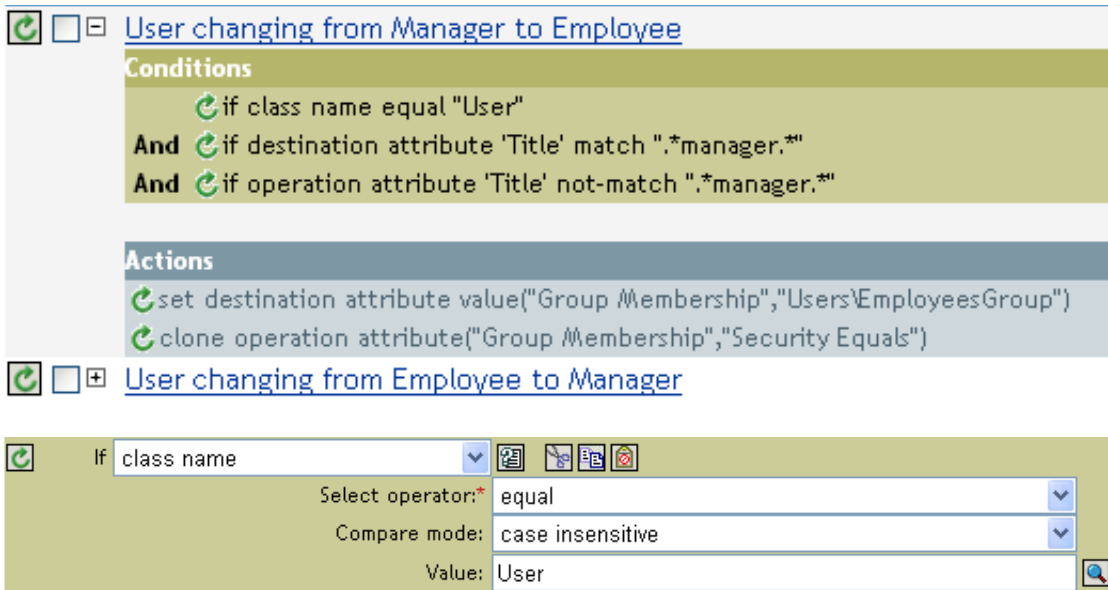 User changing from Manager to Employee
Conditions
if class name equal "User"
And if destination attribute 'Title' match ".*manager.*"
And if operation attribute 'Title' not-match ".*manager.*"
Actions
set destination attribute value("Group Membership","Users\EmployeesGroup")
clone operation attribute("Group Membership","Security Equals")
User changing from Employee to Manager
If class name
Select operator:* equal
Compare mode: case insensitive
Value: User